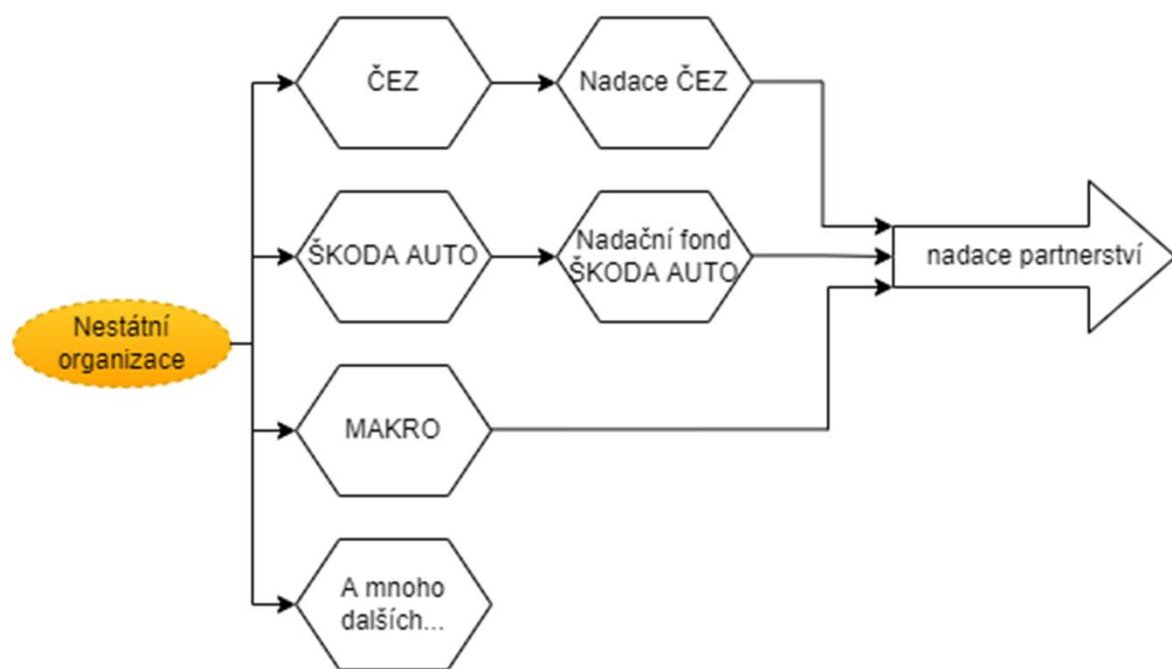 ČEZ
Nadace ČEZ
ŠKODA AUTO
Nadační fond
ŠKODA AUTO
nadace partnerství
Nestátní
organizace
MAKRO
A mnoho
dalších...